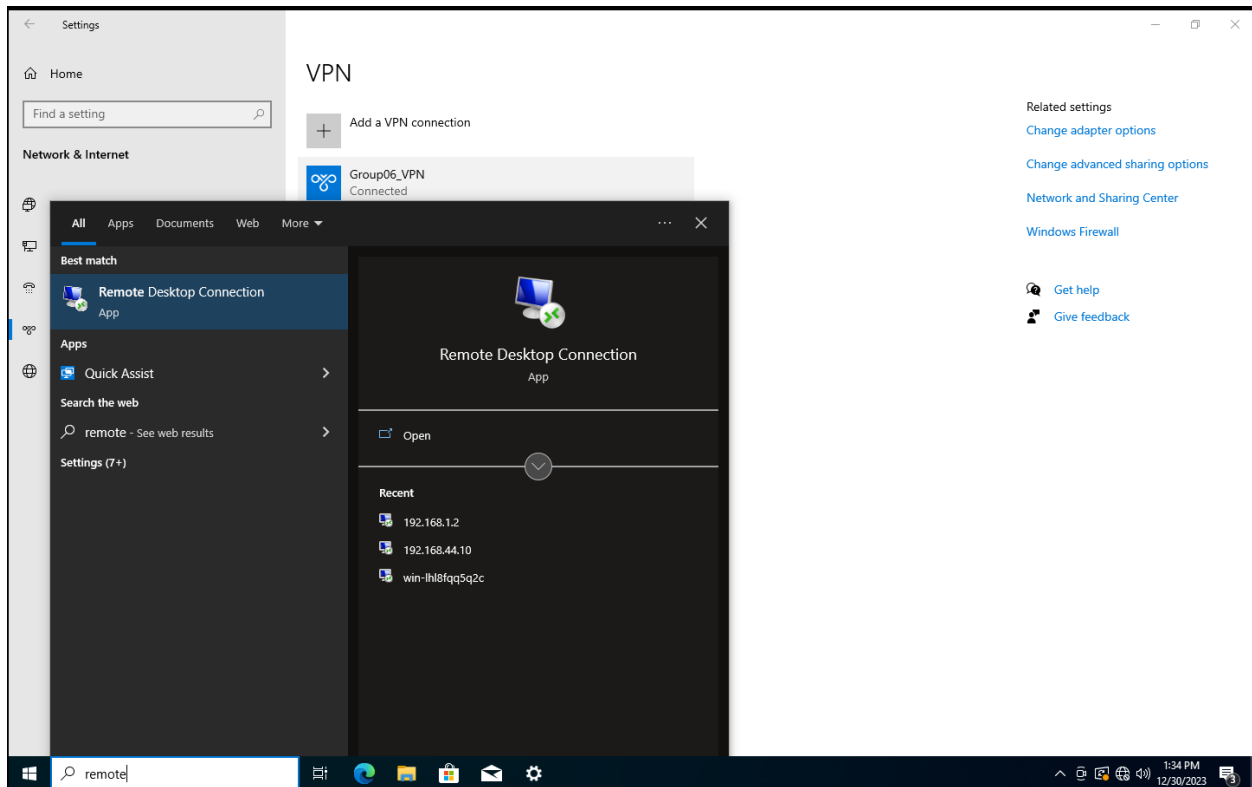 Settings
Home
Find a setting
Network & Internet
VPN
Add a VPN connection
Group06_VPN
Connected
Related settings
Change adapter options
Change advanced sharing options
Network and Sharing Center
Windows Firewall
Get help
Give feedback
All Apps Documents Web More
Best match
Remote Desktop Connection
App
Apps
Quick Assist
Search the web
remote - See web results
Settings (7+)
Remote Desktop Connection
App
Open
Recent
192.168.1.2
192.168.44.10
win-lhl8fqq5q2c
remote
1:34 PM
12/30/2023
3